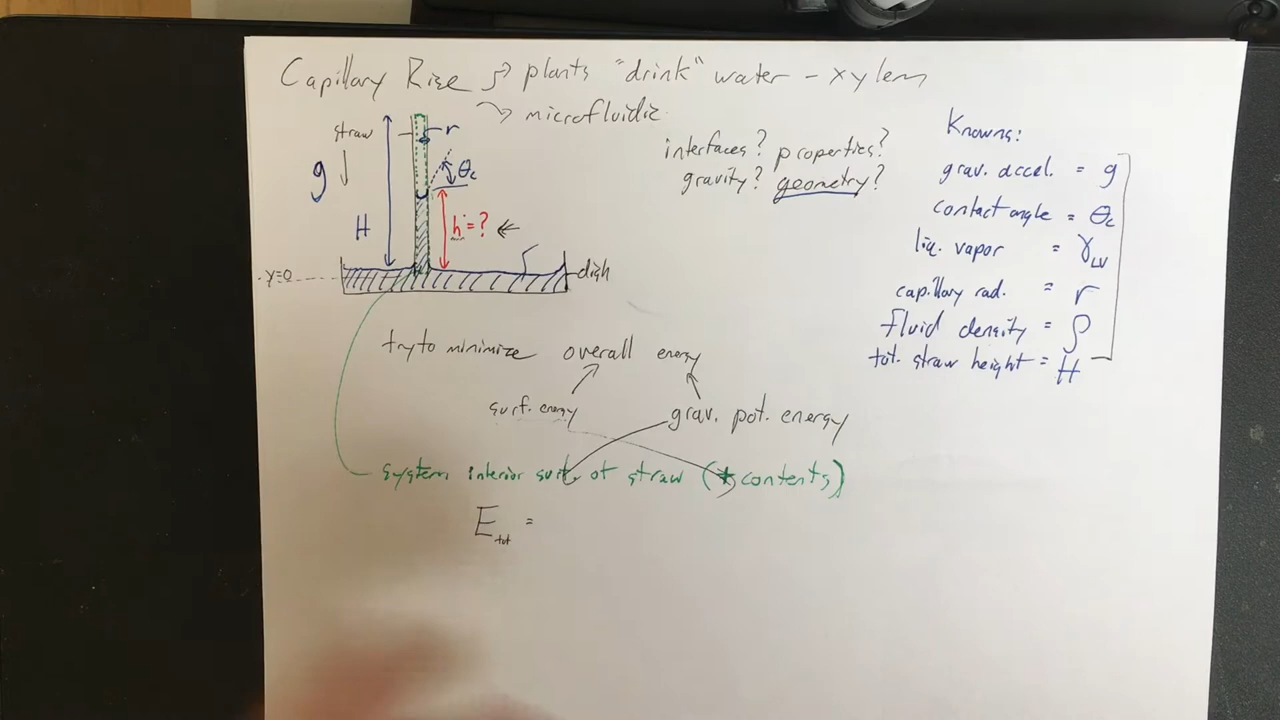 Capillary Rise → plants "drink" water - xylem
→ microfluidic
straw
r
g
θc
H
h = ?
y=0
dish
interfaces? properties?
gravity? geometry?
Knowns:
grav. accel. = g
contact angle = θc
liq. vapor = γLV
capillary rad. = r
fluid density = ρ
tot. straw height = H
try to minimize overall energy
surf. energy
grav. pot. energy
system interior surf. of straw (+ contents)
Etot =